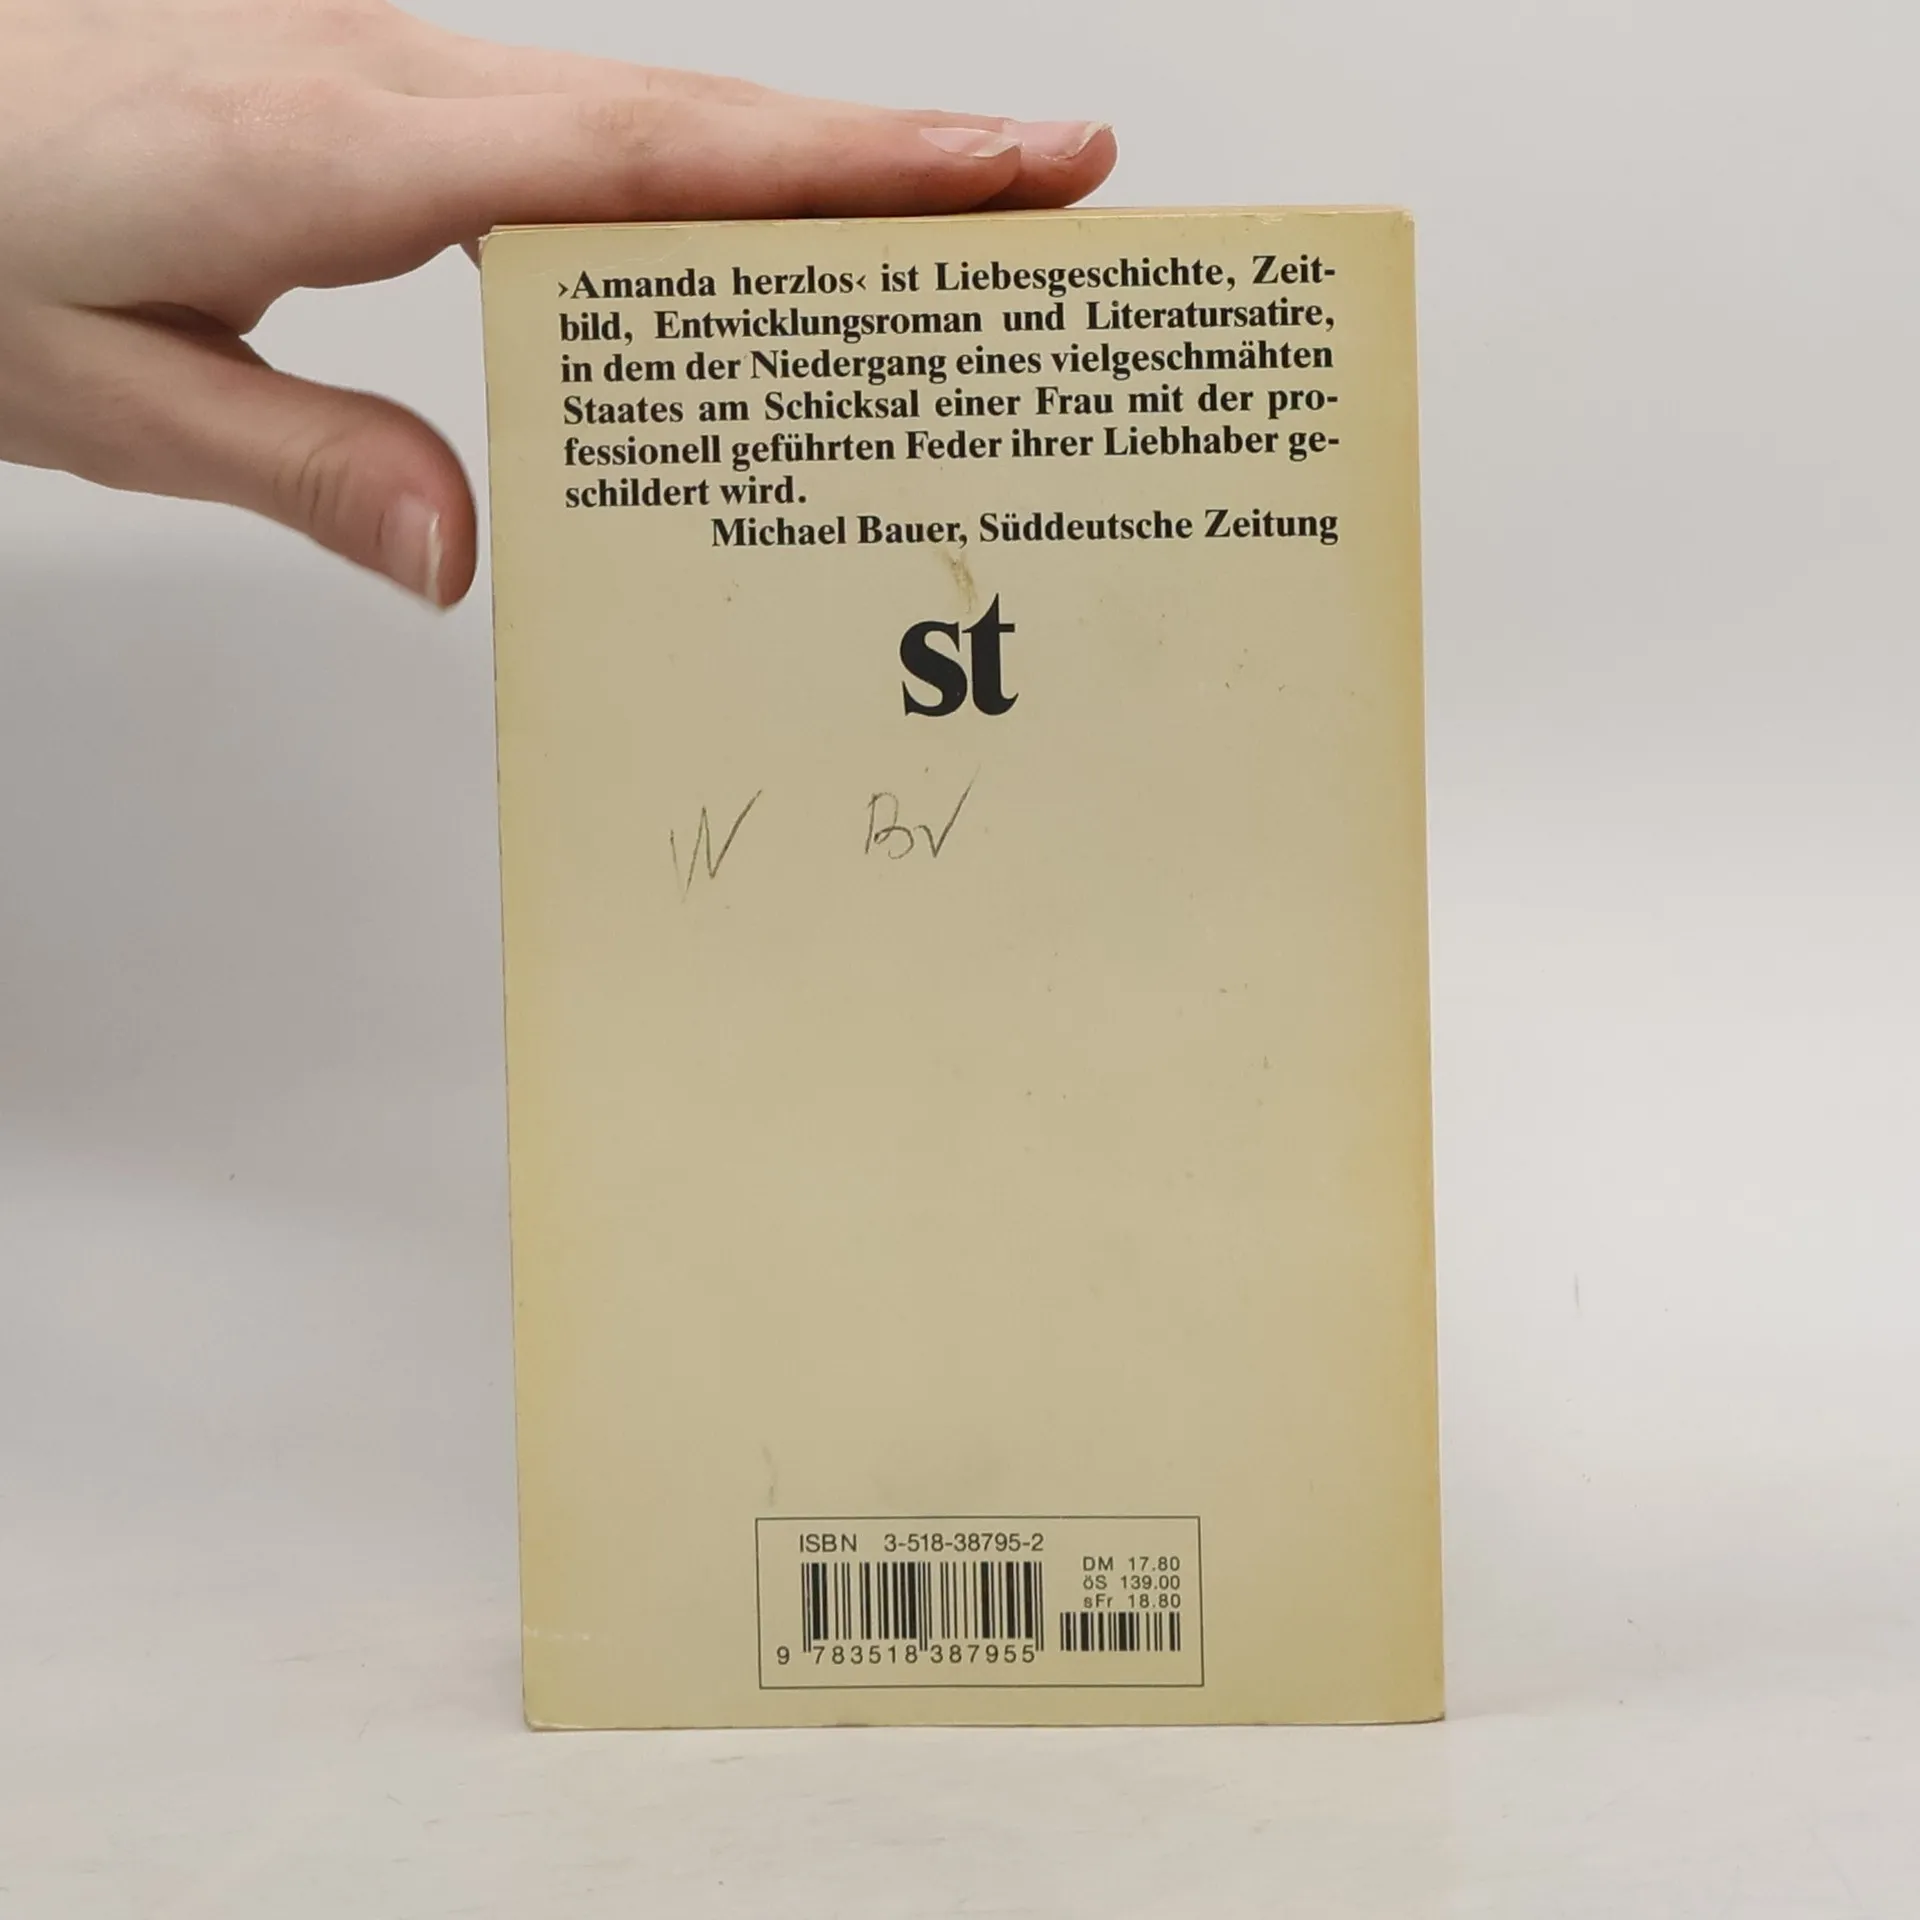 ›Amanda herzlos‹ ist Liebesgeschichte, Zeit-
bild, Entwicklungsroman und Literatursatire,
in dem der Niedergang eines vielgeschmähten
Staates am Schicksal einer Frau mit der pro-
fessionell geführten Feder ihrer Liebhaber ge-
schildert wird.
Michael Bauer, Süddeutsche Zeitung
st
ISBN 3-518-38795-2
DM 17.80
öS 139.00
sFr 18.80
9 783518 387955